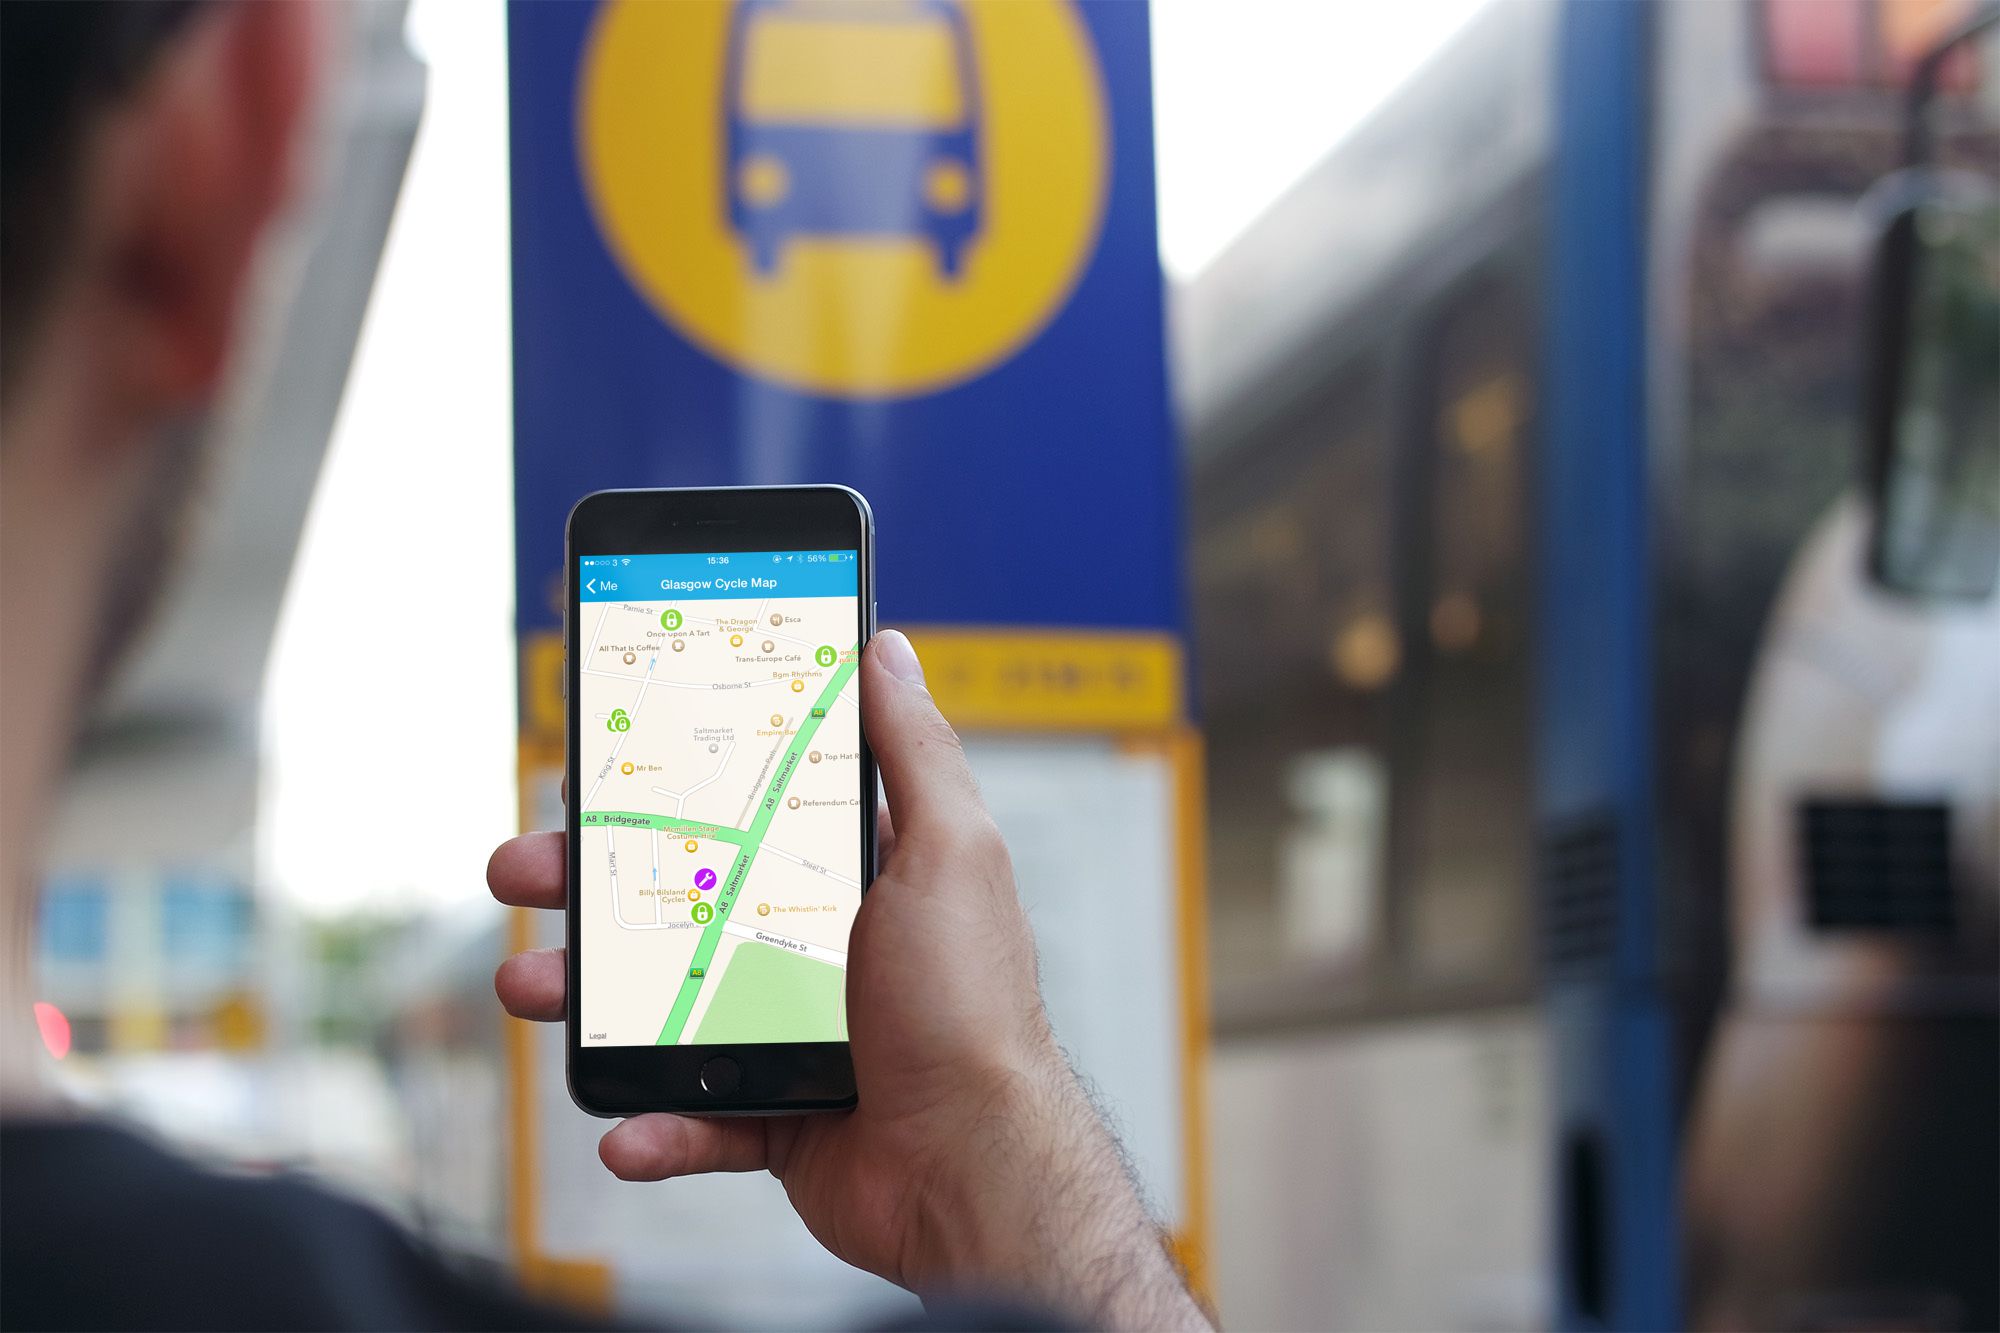 3
15:36
56%
Me
Glasgow Cycle Map
Parnie St
Esca
The Dragon
& George
Once Upon A Tart
All That Is Coffee
Trans-Europe Café
Bgm Rhythms
Osborne St
A8
Empire Bar
Saltmarket
Trading Ltd
Top Hat R
King St
Mr Ben
Bridgegate Path
A8 Saltmarket
Referendum Ca
A8 Bridgegate
Mcmillen Stage
Costume Hire
Mart St
Steel St
A8 Saltmarket
Billy Bilsland
Cycles
The Whistlin' Kirk
Jocelyn
Greendyke St
A8
Legal